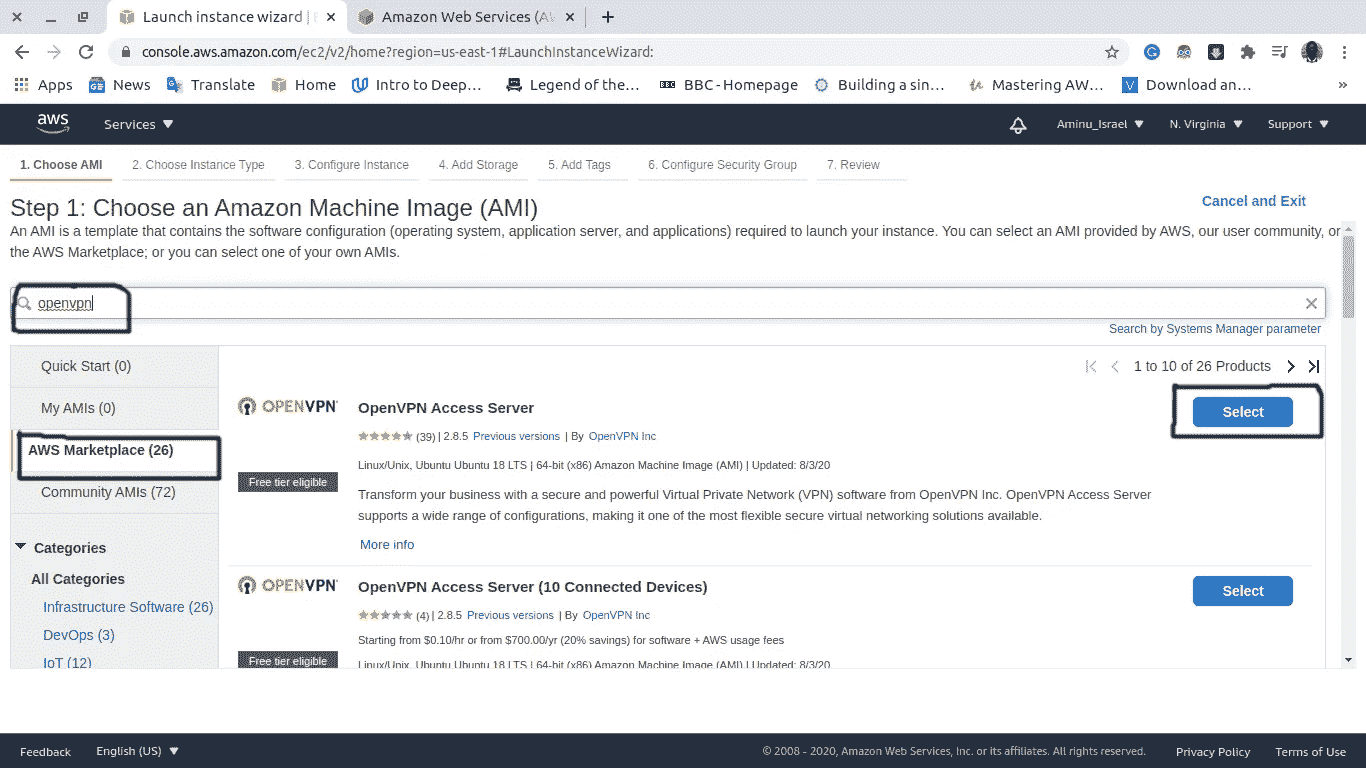 Launch instance wizard | E
Amazon Web Services (AW
console.aws.amazon.com/ec2/v2/home?region=us-east-1#LaunchInstanceWizard:
Apps News Translate Home Intro to Deep... Legend of the... BBC BBC - Homepage Building a sin... Mastering AW... Download an... »
aws Services Aminu_Israel N. Virginia Support
1. Choose AMI 2. Choose Instance Type 3. Configure Instance 4. Add Storage 5. Add Tags 6. Configure Security Group 7. Review
Step 1: Choose an Amazon Machine Image (AMI)
Cancel and Exit
An AMI is a template that contains the software configuration (operating system, application server, and applications) required to launch your instance. You can select an AMI provided by AWS, our user community, or
the AWS Marketplace; or you can select one of your own AMIs.
openvpn
Search by Systems Manager parameter
Quick Start (0)
My AMIs (0)
AWS Marketplace (26)
Community AMIs (72)
Categories
All Categories
Infrastructure Software (26)
DevOps (3)
IoT (12)
1 to 10 of 26 Products
OPENVPN
Free tier eligible
OpenVPN Access Server
Select
(39) | 2.8.5 Previous versions | By OpenVPN Inc
Linux/Unix, Ubuntu Ubuntu 18 LTS | 64-bit (x86) Amazon Machine Image (AMI) | Updated: 8/3/20
Transform your business with a secure and powerful Virtual Private Network (VPN) software from OpenVPN Inc. OpenVPN Access Server
supports a wide range of configurations, making it one of the most flexible secure virtual networking solutions available.
More info
OPENVPN
Free tier eligible
OpenVPN Access Server (10 Connected Devices)
Select
(4) | 2.8.5 Previous versions | By OpenVPN Inc
Starting from $0.10/hr or from $700.00/yr (20% savings) for software + AWS usage fees
Linux/Unix, Ubuntu Ubuntu 18 LTS | 64-bit (x86) Amazon Machine Image (AMI) | Updated: 8/3/20
Feedback English (US) © 2008 - 2020, Amazon Web Services, Inc. or its affiliates. All rights reserved. Privacy Policy Terms of Use